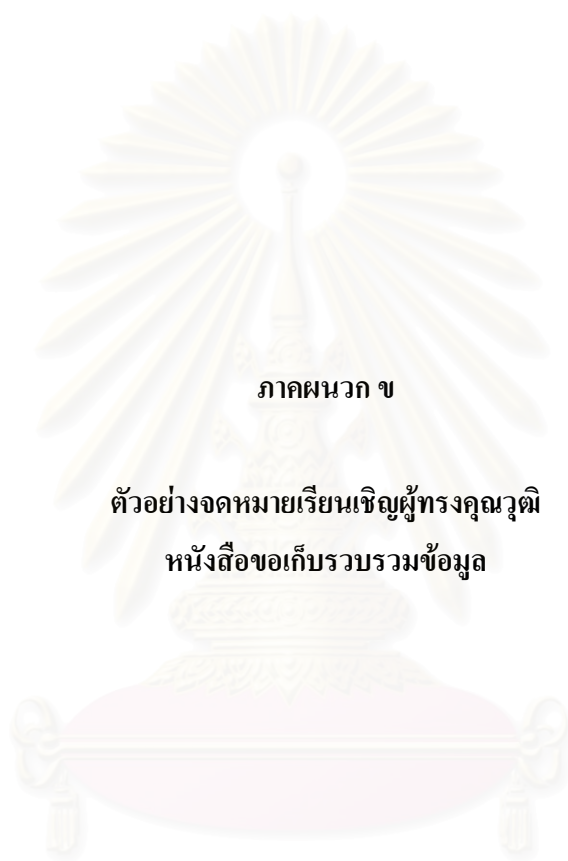 ภาคผนวก ข
ตัวอย่างจดหมายเรียนเชิญผู้ทรงคุณวุฒิ
หนังสือขอเก็บรวบรวมข้อมูล